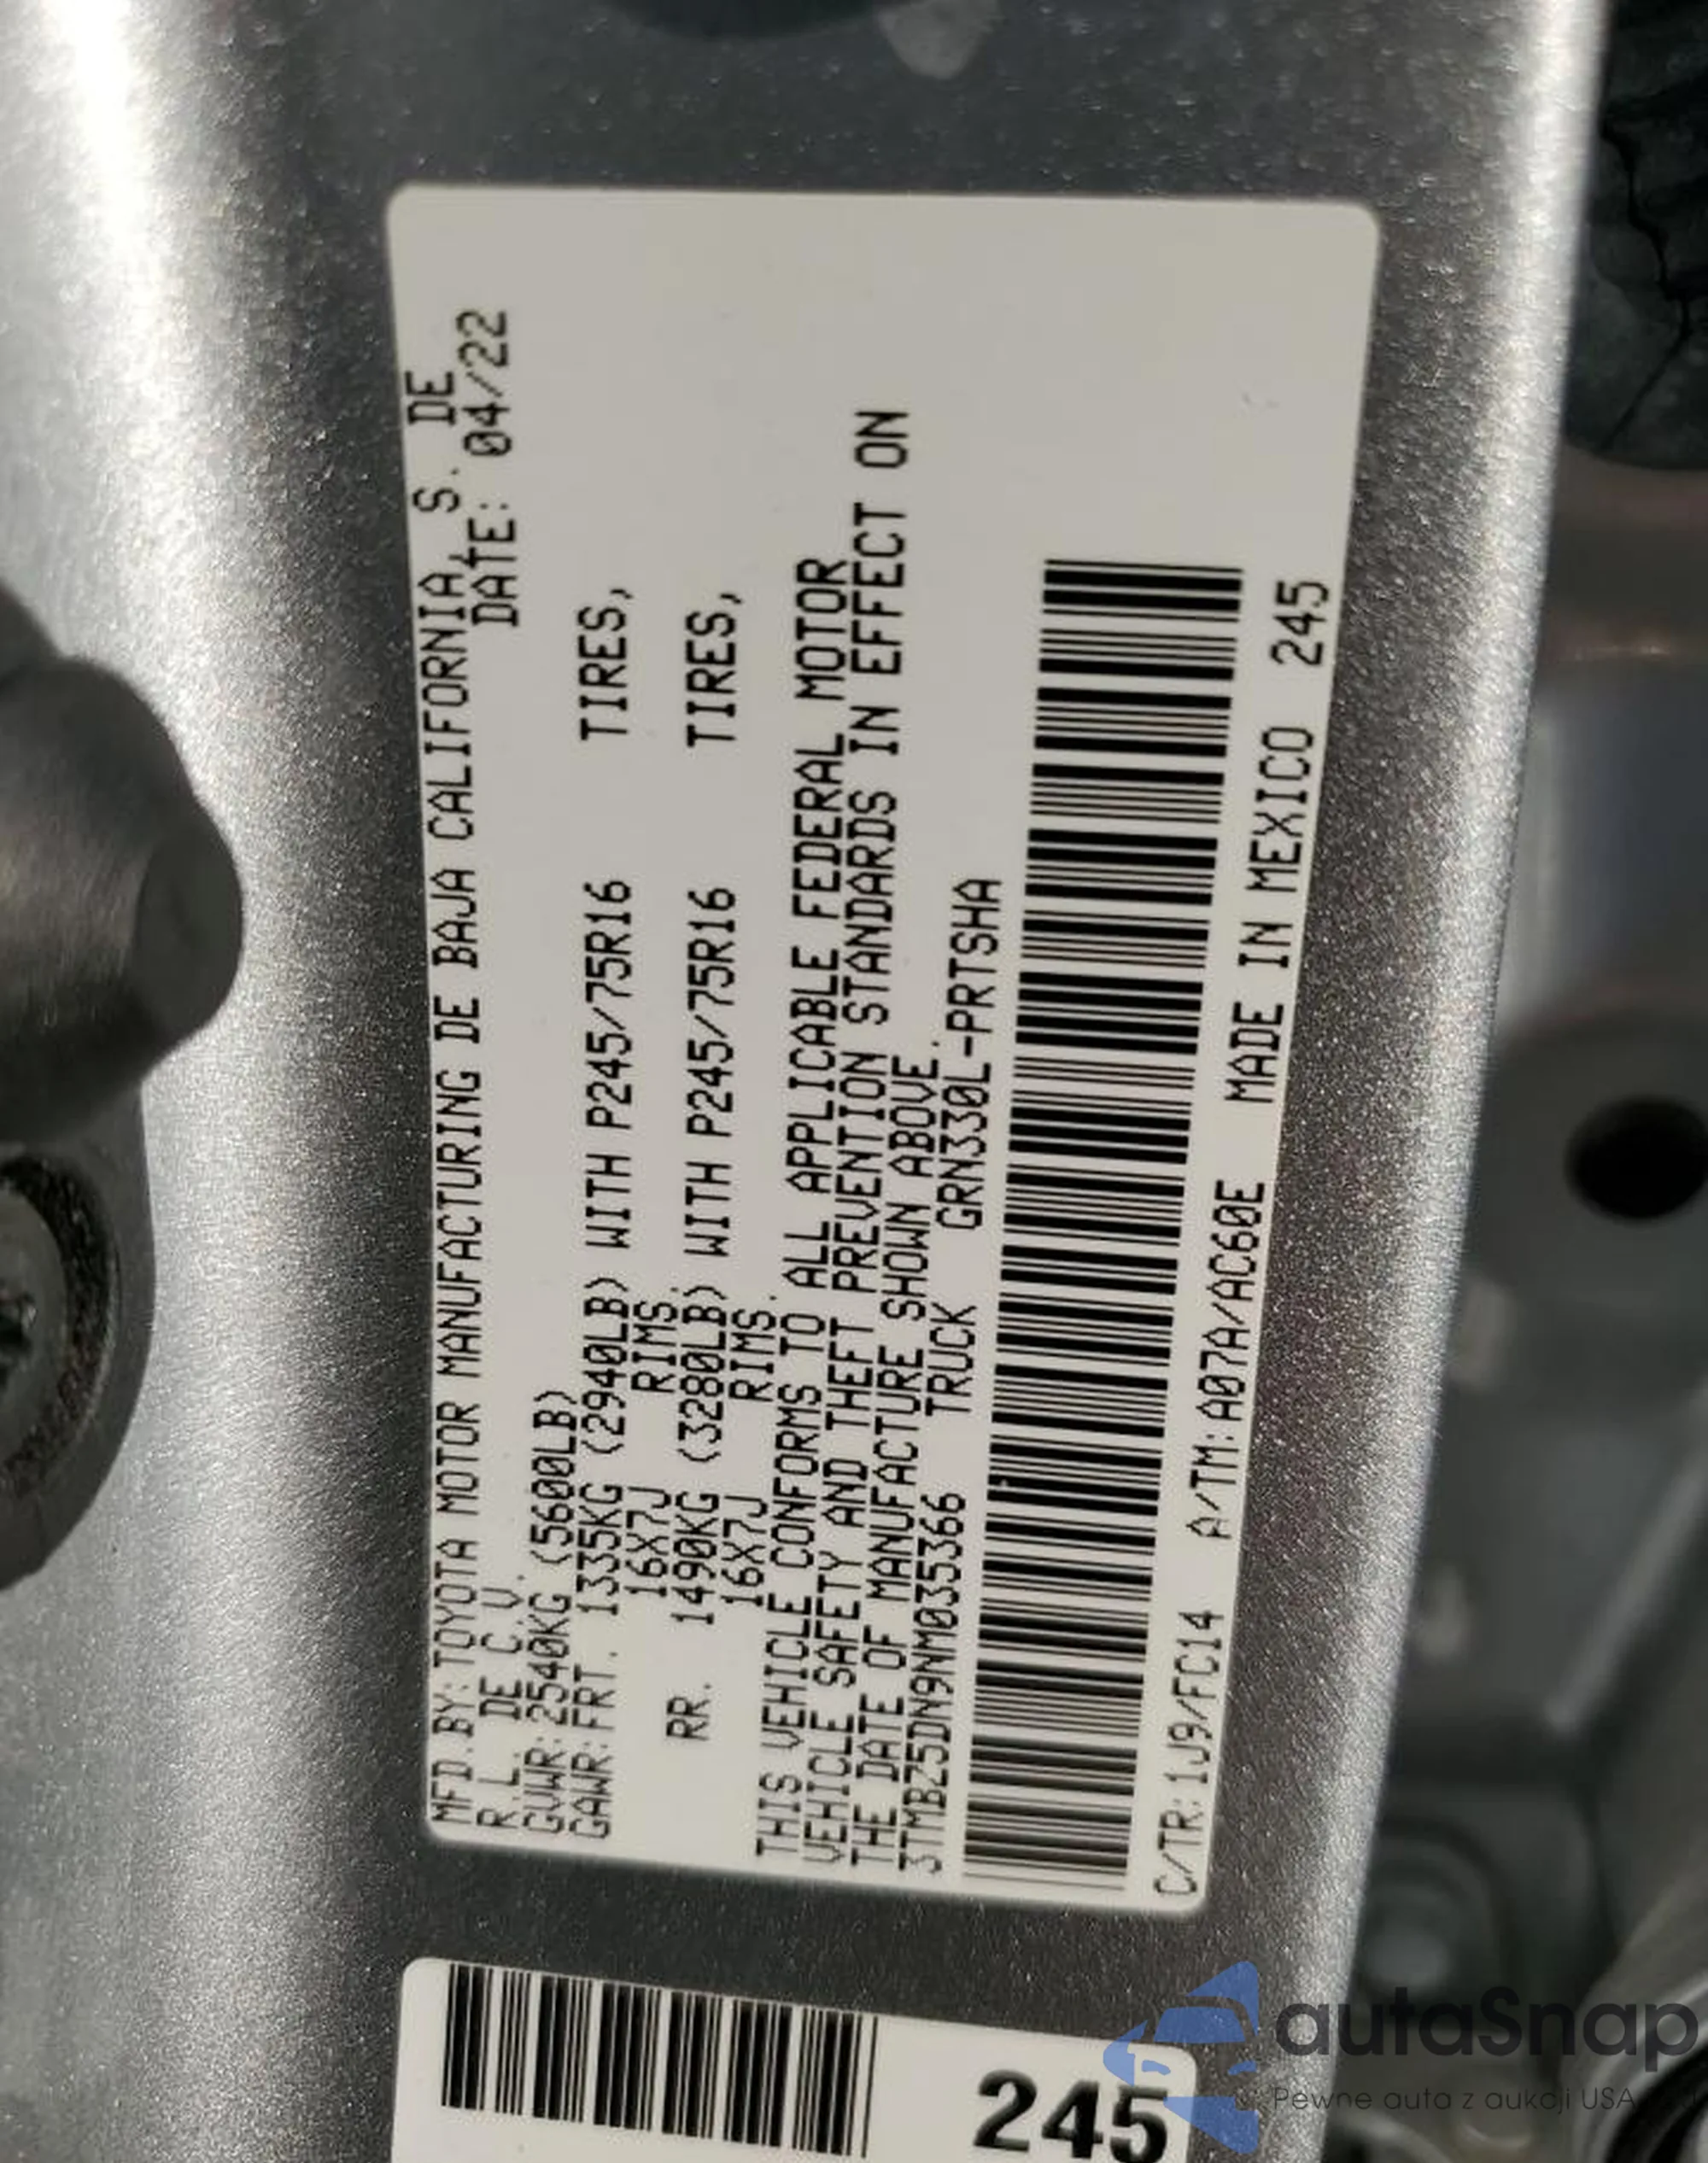 MFD.BY:TOYOTA MOTOR MANUFACTURING DE BAJA CALIFORNIA, S. DE
R.L. DE C.V. DATE: 04/22
GVWR:2540KG (5600LB)
GAWR:FRT. 1335KG (2940LB) WITH P245/75R16 TIRES,
16X7J RIMS.
RR. 1490KG (3280LB) WITH P245/75R16 TIRES,
16X7J RIMS.
THIS VEHICLE CONFORMS TO ALL APPLICABLE FEDERAL MOTOR
VEHICLE SAFETY AND THEFT PREVENTION STANDARDS IN EFFECT ON
THE DATE OF MANUFACTURE SHOWN ABOVE.
3TMBZ5DN9NM035366 TRUCK GRN330L-PRTSHA
C/TR:1J9/FC14 A/TM:A07A/AC60E MADE IN MEXICO 245
245
autaSnap
Pewne auta z aukcji USA